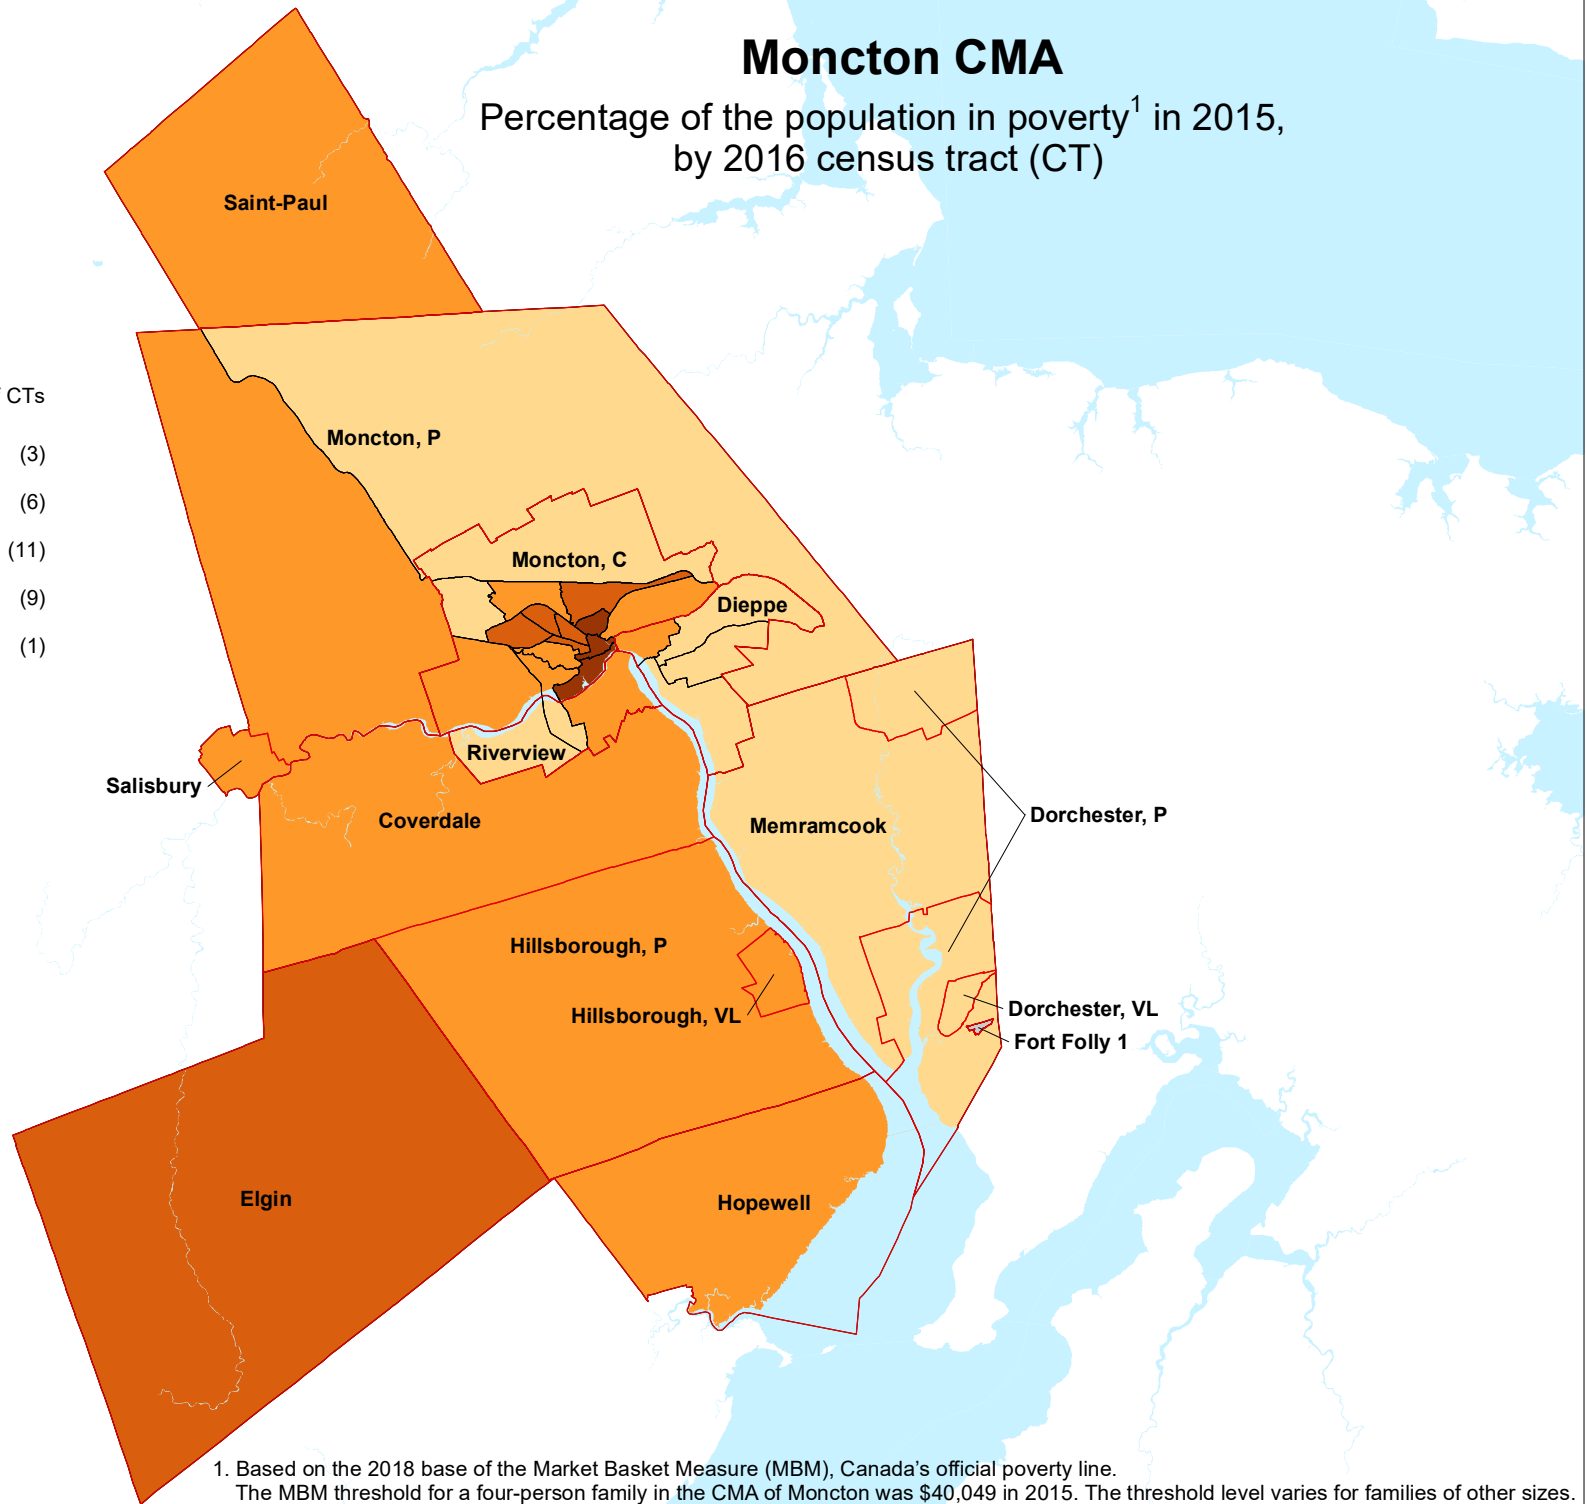 Moncton CMA
Percentage of the population in poverty1 in 2015,
by 2016 census tract (CT)
Saint-Paul
CTs
(3)
(6)
(11)
(9)
(1)
Moncton, P
Moncton, C
Dieppe
Riverview
Salisbury
Coverdale
Memramcook
Dorchester, P
Hillsborough, P
Hillsborough, VL
Dorchester, VL
Fort Folly 1
Elgin
Hopewell
1. Based on the 2018 base of the Market Basket Measure (MBM), Canada's official poverty line.
The MBM threshold for a four-person family in the CMA of Moncton was $40,049 in 2015. The threshold level varies for families of other sizes.